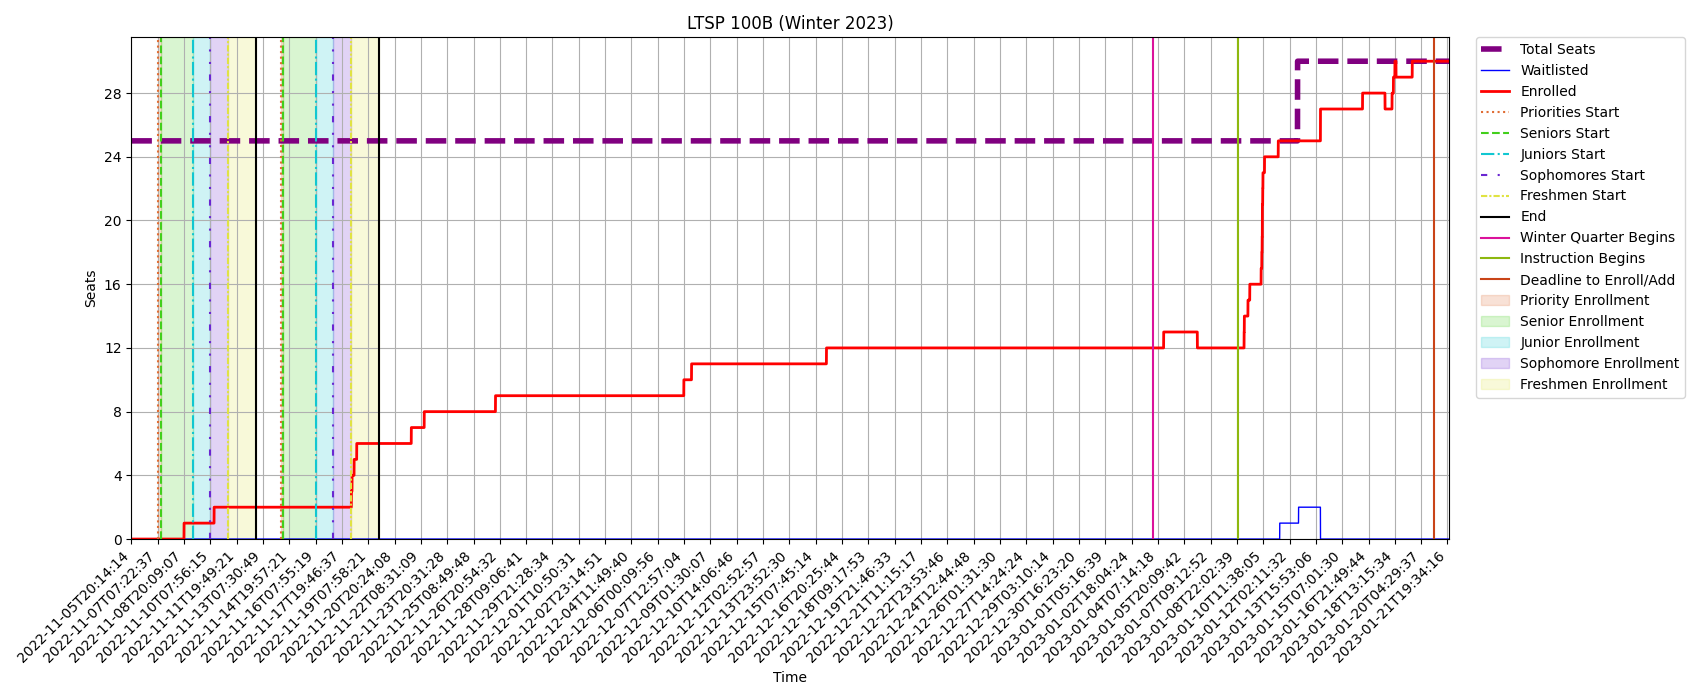 LTSP 100B (Winter 2023)
Seats
28
24
20
16
12
8
4
0
2022-11-05T20:14:14
2022-11-07T07:22:37
2022-11-08T20:09:07
2022-11-10T07:56:15
2022-11-11T19:49:21
2022-11-13T07:30:49
2022-11-14T19:57:21
2022-11-16T07:55:19
2022-11-17T19:46:37
2022-11-19T07:58:21
2022-11-20T20:24:08
2022-11-22T08:31:09
2022-11-23T20:31:28
2022-11-25T08:49:48
2022-11-26T20:54:32
2022-11-28T09:06:41
2022-11-29T21:28:34
2022-12-01T10:50:31
2022-12-02T23:14:51
2022-12-04T11:49:40
2022-12-06T00:09:56
2022-12-07T12:57:04
2022-12-09T01:30:07
2022-12-10T14:06:46
2022-12-12T02:52:57
2022-12-13T23:52:30
2022-12-15T07:45:14
2022-12-16T20:25:44
2022-12-18T09:17:53
2022-12-19T21:46:33
2022-12-21T11:15:17
2022-12-22T23:53:46
2022-12-24T12:44:48
2022-12-26T01:31:30
2022-12-27T14:24:24
2022-12-29T03:10:14
2022-12-30T16:23:20
2023-01-01T05:16:39
2023-01-02T18:04:24
2023-01-04T07:14:18
2023-01-05T20:09:42
2023-01-07T09:12:52
2023-01-08T22:02:39
2023-01-10T11:38:05
2023-01-12T02:11:32
2023-01-13T15:53:06
2023-01-15T07:01:30
2023-01-16T21:49:44
2023-01-18T13:15:34
2023-01-20T04:29:37
2023-01-21T19:34:16
Time
Total Seats
Waitlisted
Enrolled
Priorities Start
Seniors Start
Juniors Start
Sophomores Start
Freshmen Start
End
Winter Quarter Begins
Instruction Begins
Deadline to Enroll/Add
Priority Enrollment
Senior Enrollment
Junior Enrollment
Sophomore Enrollment
Freshmen Enrollment